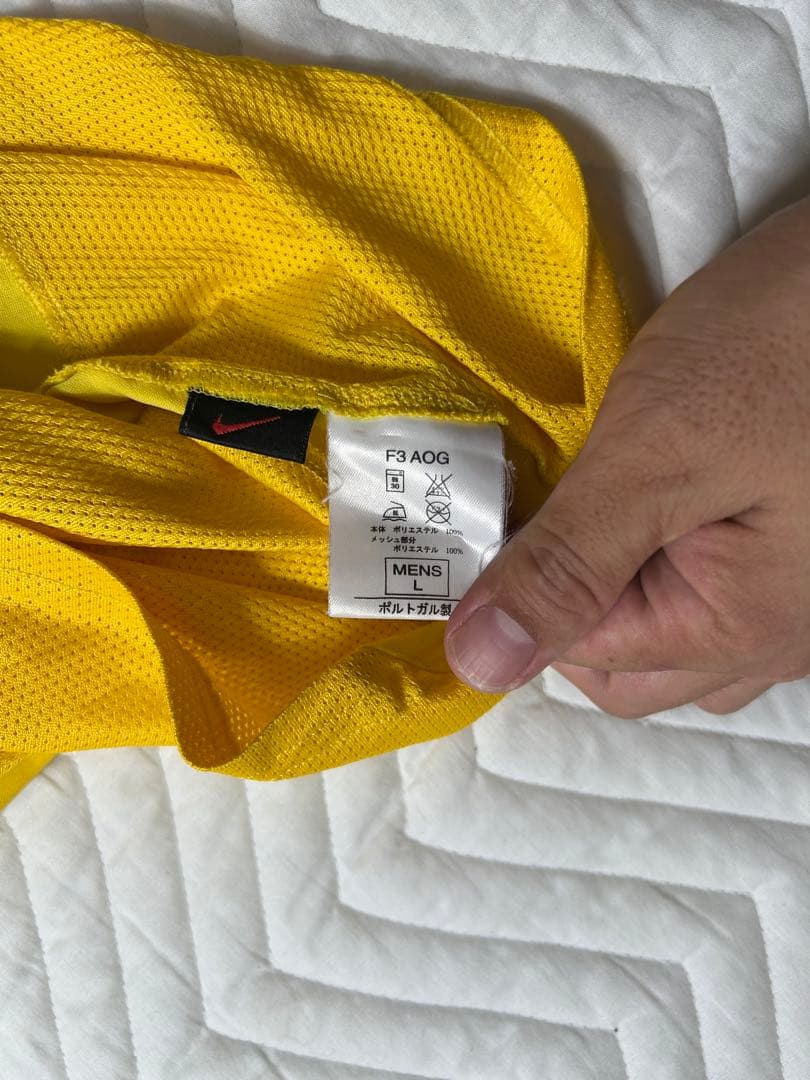 F3 AOG
30
本体 ポリエステル 100%
メッシュ部分
ポリエステル 100%
MENS
L
ポルトガル製